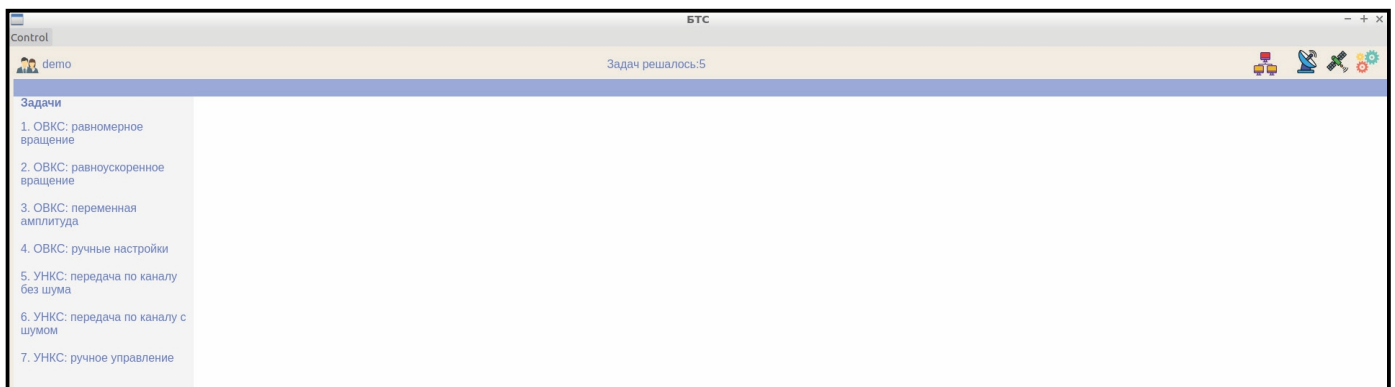 БТС
Control
demo
Задач решалось:5
Задачи
1. ОВКС: равномерное
вращение
2. ОВКС: равноускоренное
вращение
3. ОВКС: переменная
амплитуда
4. ОВКС: ручные настройки
5. УНКС: передача по каналу
без шума
6. УНКС: передача по каналу с
шумом
7. УНКС: ручное управление